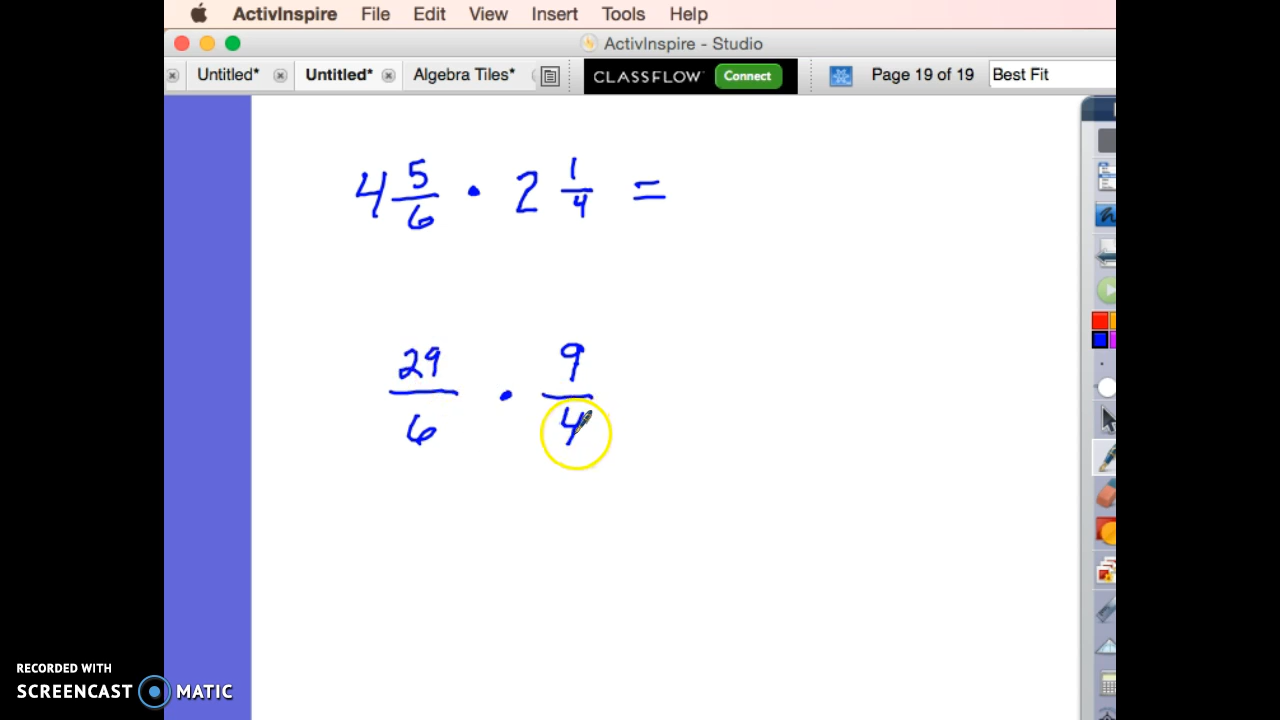 ActivInspire File Edit View Insert Tools Help
ActivInspire - Studio
Untitled* Untitled* Algebra Tiles* CLASSFLOW Connect Page 19 of 19 Best Fit
4 5/6 · 2 1/4 =
29/6 · 9/4
RECORDED WITH
SCREENCAST MATIC